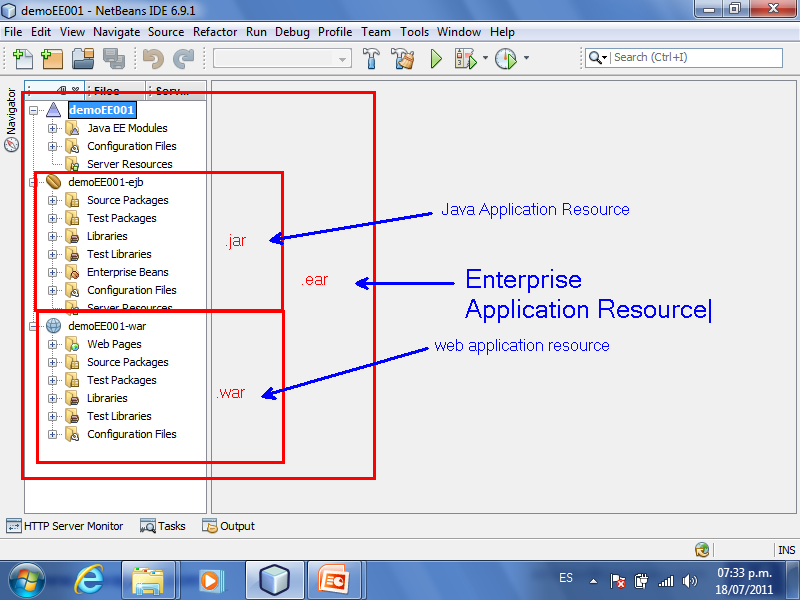 demoEE001 - NetBeans IDE 6.9.1
File Edit View Navigate Source Refactor Run Debug Profile Team Tools Window Help
Search (Ctrl+I)
Navigator
Files
Serv...
demoEE001
Java EE Modules
Configuration Files
Server Resources
demoEE001-ejb
Source Packages
Test Packages
Libraries
Test Libraries
Enterprise Beans
Configuration Files
Server Resources
demoEE001-war
Web Pages
Source Packages
Test Packages
Libraries
Test Libraries
Configuration Files
.jar
Java Application Resource
.ear
Enterprise
Application Resource
web application resource
.war
HTTP Server Monitor Tasks Output
INS
ES
07:33 p.m.
18/07/2011